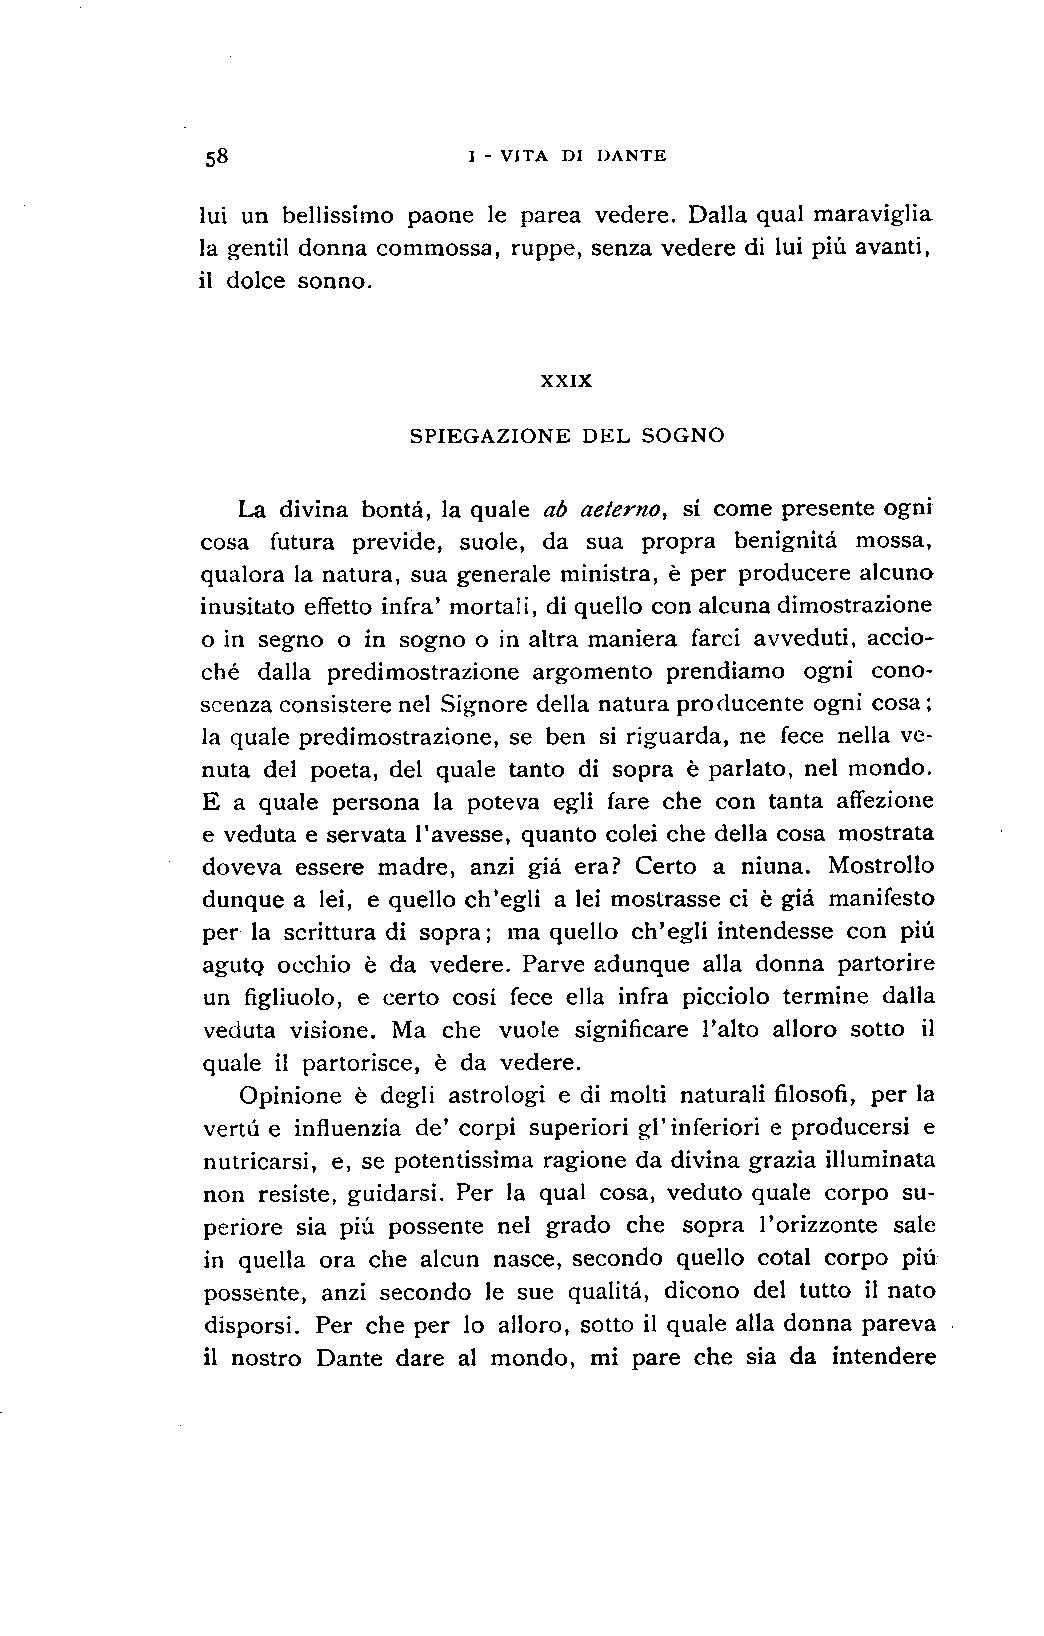 58 I - VITA DI DANTE
lui un bellissimo paone le parea vedere. Dalla qual maraviglia
la gentil donna commossa, ruppe, senza vedere di lui piú avanti,
il dolce sonno.
XXIX
SPIEGAZIONE DEL SOGNO
La divina bontá, la quale ab aeterno, sí come presente ogni
cosa futura previde, suole, da sua propra benignitá mossa,
qualora la natura, sua generale ministra, è per producere alcuno
inusitato effetto infra' mortali, di quello con alcuna dimostrazione
o in segno o in sogno o in altra maniera farci avveduti, accio-
ché dalla predimostrazione argomento prendiamo ogni cono-
scenza consistere nel Signore della natura producente ogni cosa;
la quale predimostrazione, se ben si riguarda, ne fece nella ve-
nuta del poeta, del quale tanto di sopra è parlato, nel mondo.
E a quale persona la poteva egli fare che con tanta affezione
e veduta e servata l'avesse, quanto colei che della cosa mostrata
doveva essere madre, anzi giá era? Certo a niuna. Mostrollo
dunque a lei, e quello ch'egli a lei mostrasse ci è giá manifesto
per la scrittura di sopra; ma quello ch'egli intendesse con piú
aguto occhio è da vedere. Parve adunque alla donna partorire
un figliuolo, e certo cosí fece ella infra picciolo termine dalla
veduta visione. Ma che vuole significare l'alto alloro sotto il
quale il partorisce, è da vedere.
Opinione è degli astrologi e di molti naturali filosofi, per la
vertú e influenzia de' corpi superiori gl'inferiori e producersi e
nutricarsi, e, se potentissima ragione da divina grazia illuminata
non resiste, guidarsi. Per la qual cosa, veduto quale corpo su-
periore sia piú possente nel grado che sopra l'orizzonte sale
in quella ora che alcun nasce, secondo quello cotal corpo piú
possente, anzi secondo le sue qualitá, dicono del tutto il nato
disporsi. Per che per lo alloro, sotto il quale alla donna pareva
il nostro Dante dare al mondo, mi pare che sia da intendere